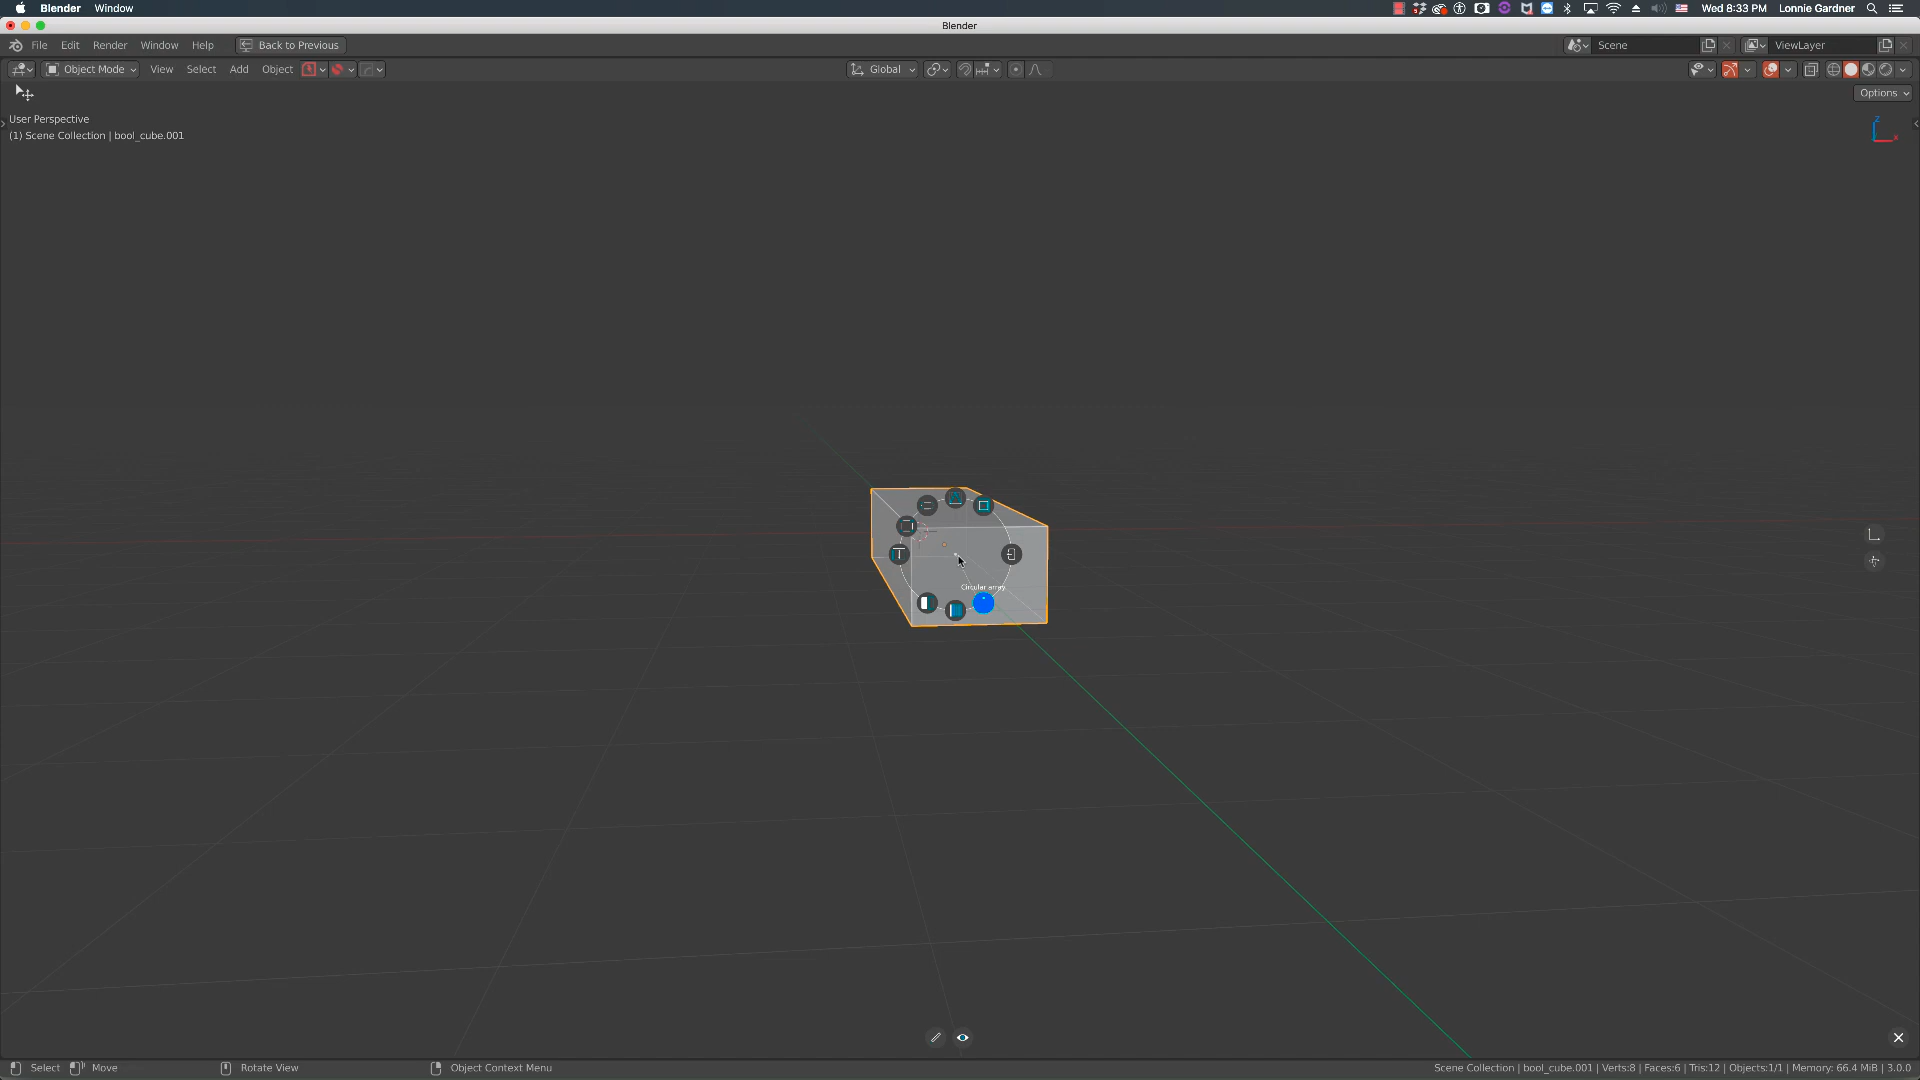 Blender Window Wed 8:33 PM Lonnie Gardner
Blender
File Edit Render Window Help Back to Previous Scene ViewLayer
Object Mode View Select Add Object Global
Options
User Perspective
(1) Scene Collection | bool_cube.001
Z
Circular array
Select Move Rotate View Object Context Menu Scene Collection | bool_cube.001 | Verts:8 | Faces:6 | Tris:12 | Objects:1/1 | Memory: 66.4 MiB | 3.0.0